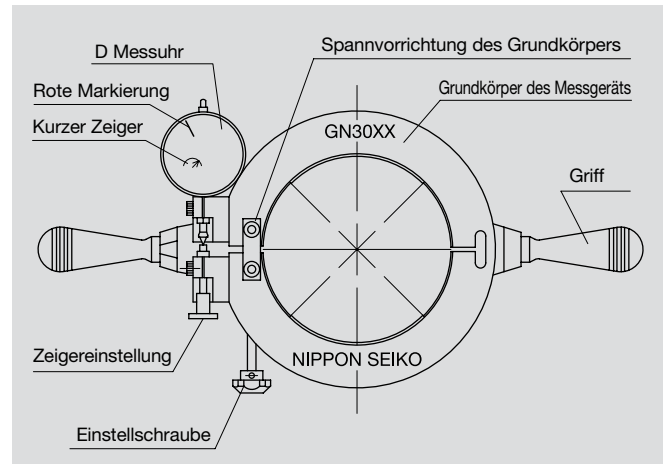 D Messuhr
Spannvorrichtung des Grundkörpers
Rote Markierung
Grundkörper des Messgeräts
Kurzer Zeiger
GN30XX
Griff
Zeigereinstellung
NIPPON SEIKO
Einstellschraube